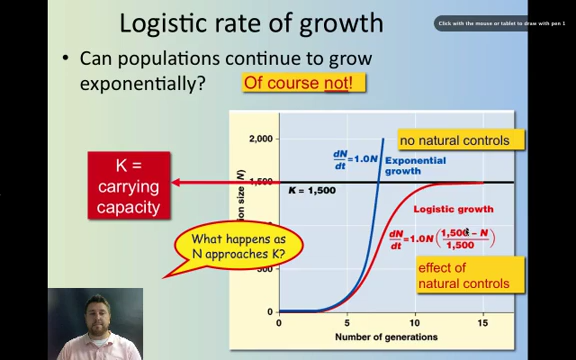 Logistic rate of growth
Click with the mouse or tablet to draw with pen 1
• Can populations continue to grow
exponentially?
Of course not!
2,000
dN/dt = 1.0N
Exponential
growth
no natural controls
K =
carrying
capacity
1,500
K = 1,500
ion size (N)
Logistic growth
dN/dt = 1.0N (1,500 – N / 1,500)
What happens as
N approaches K?
effect of
natural controls
500
0
0
5
10
15
Number of generations